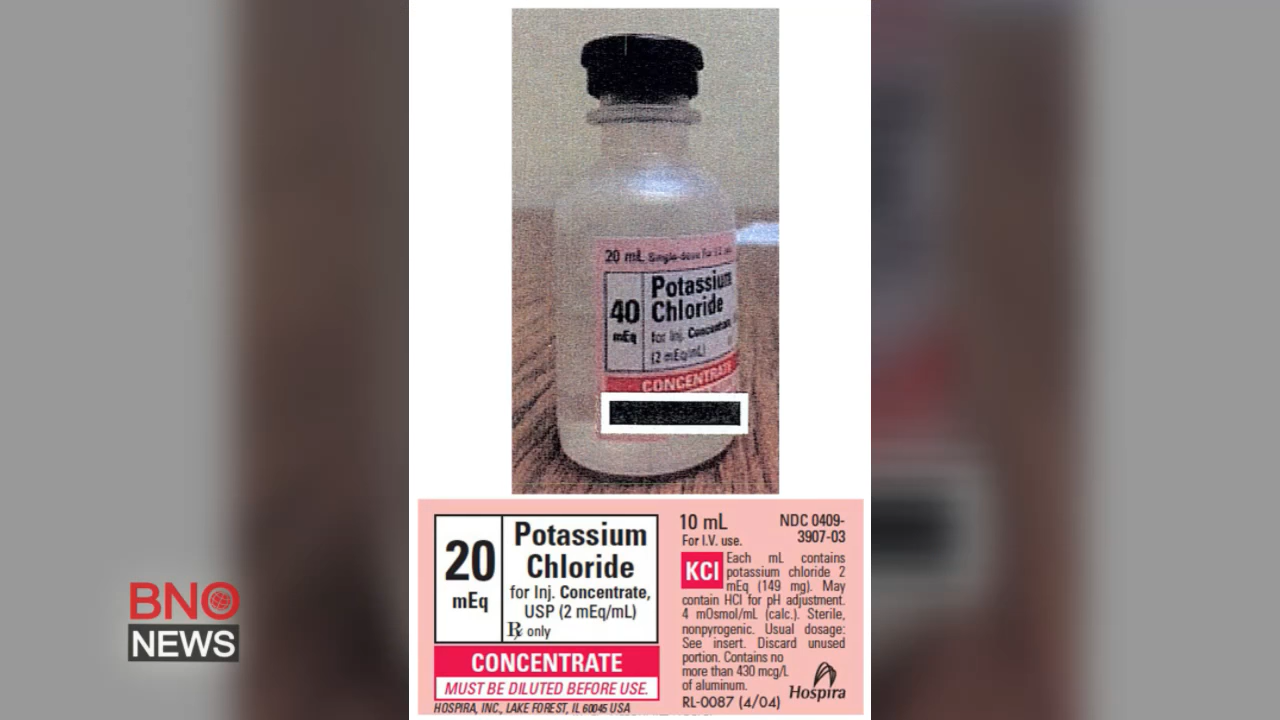 20 mL Single-dose
40
mEq
Potassium
Chloride
for Inj. Concentrate
(2 mEq/mL)
CONCENTRATE
20
mEq
Potassium
Chloride
for Inj. Concentrate,
USP (2 mEq/mL)
℞ only
CONCENTRATE
MUST BE DILUTED BEFORE USE.
HOSPIRA, INC., LAKE FOREST, IL 60045 USA
10 mL
For I.V. use.
NDC 0409-
3907-03
KCl
Each mL contains
potassium chloride 2
mEq (149 mg). May
contain HCl for pH adjustment.
4 mOsmol/mL (calc.). Sterile,
nonpyrogenic. Usual dosage:
See insert. Discard unused
portion. Contains no
more than 430 mcg/L
of aluminum.
RL-0087 (4/04)
Hospira
BNO
NEWS